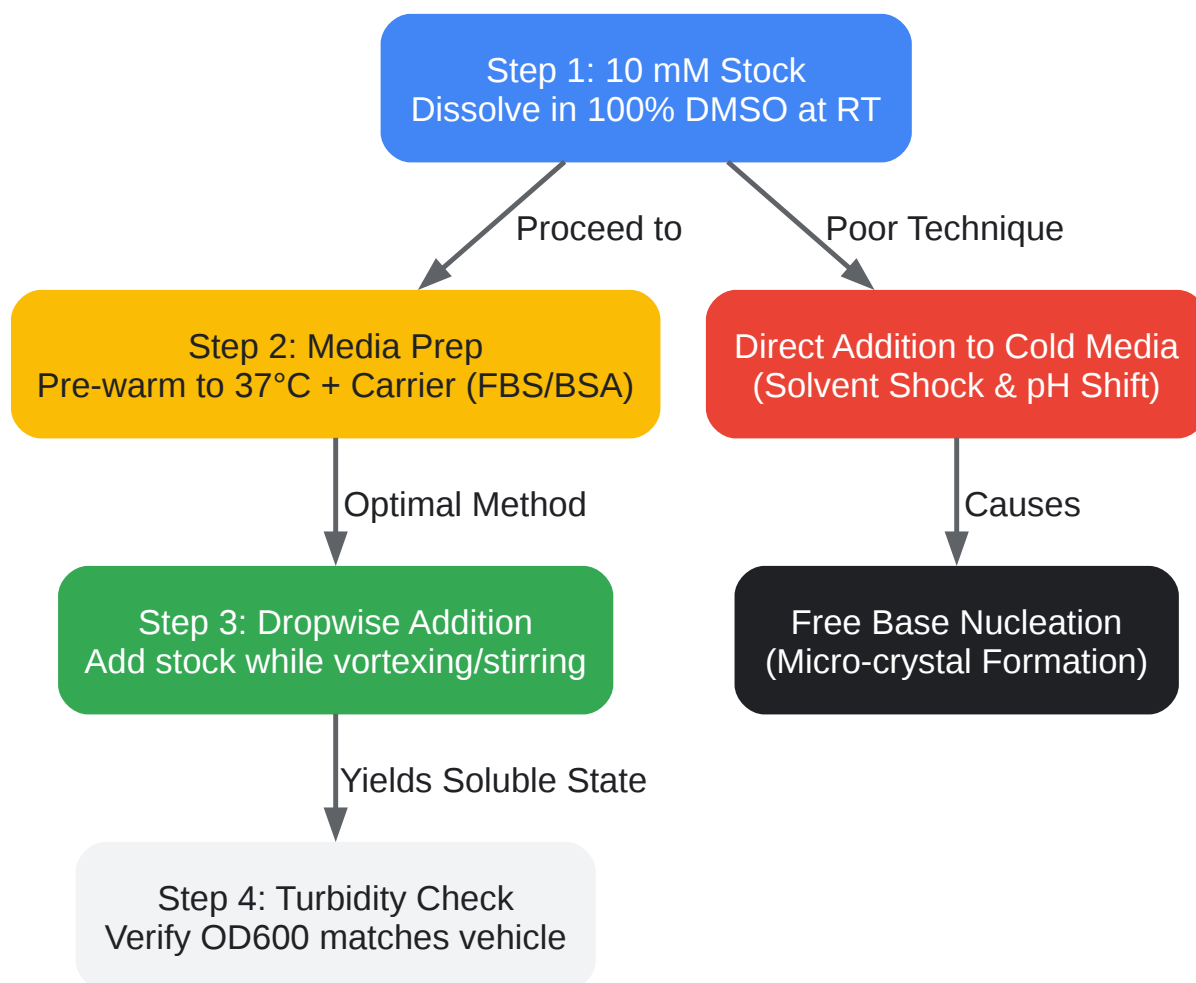 Step 1: 10 mM Stock
Dissolve in 100% DMSO at RT
Proceed to
Poor Technique
Step 2: Media Prep
Pre-warm to 37°C + Carrier (FBS/BSA)
Direct Addition to Cold Media
(Solvent Shock & pH Shift)
Optimal Method
Causes
Step 3: Dropwise Addition
Add stock while vortexing/stirring
Free Base Nucleation
(Micro-crystal Formation)
Yields Soluble State
Step 4: Turbidity Check
Verify OD600 matches vehicle